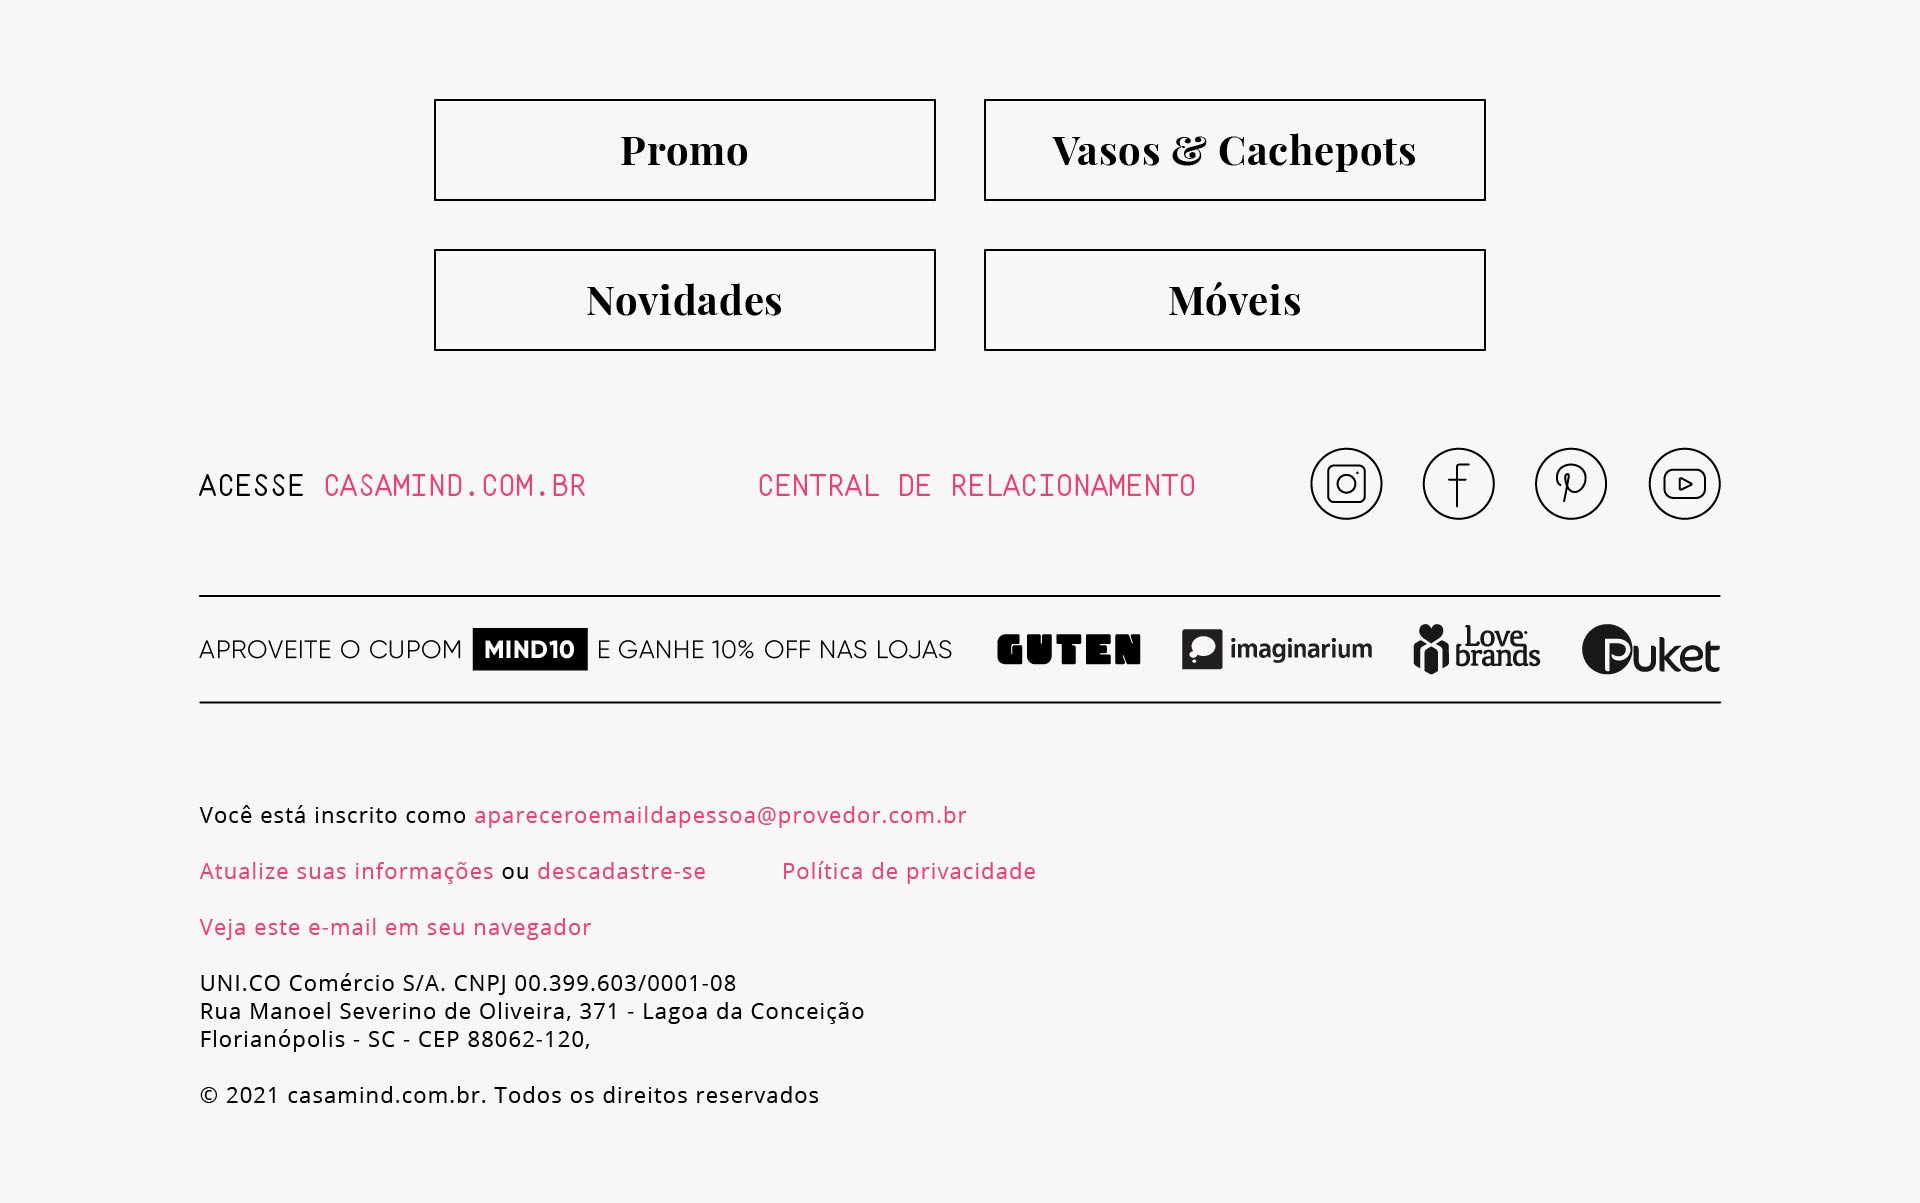 Promo
Vasos & Cachepots
Novidades
Móveis
ACESSE CASAMIND.COM.BR
CENTRAL DE RELACIONAMENTO
APROVEITE O CUPOM MIND10 E GANHE 10% OFF NAS LOJAS
GUTEN
imaginarium
Love
brands
Puket
Você está inscrito como apareceroemaildapessoa@provedor.com.br
Atualize suas informações ou descadastre-se
Política de privacidade
Veja este e-mail em seu navegador
UNI.CO Comércio S/A. CNPJ 00.399.603/0001-08
Rua Manoel Severino de Oliveira, 371 - Lagoa da Conceição
Florianópolis - SC - CEP 88062-120,
© 2021 casamind.com.br. Todos os direitos reservados